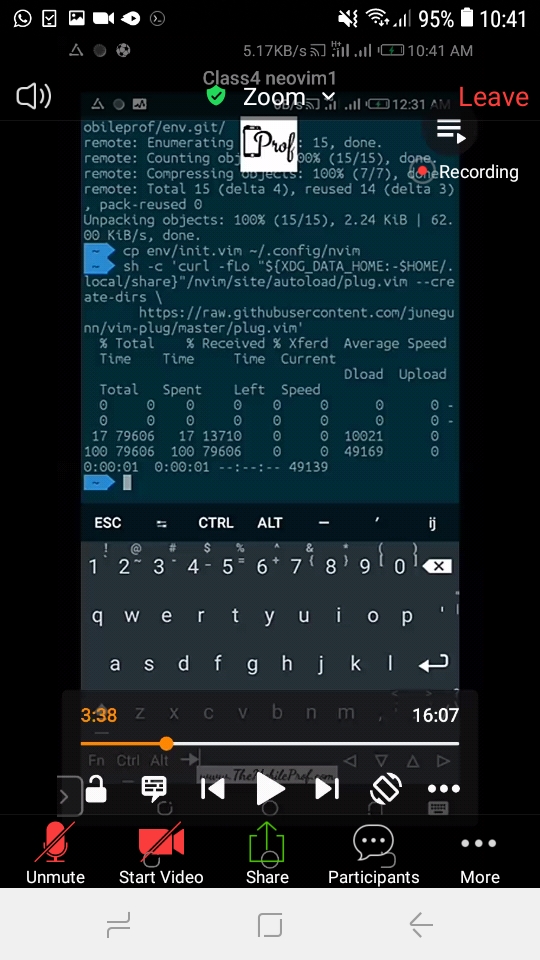 95% 10:41
5.17KB/s H+ 10:41 AM
Class4 neovim1
Zoom
Leave
0B/s 12:31 AM
Prof
Recording
obileprof/env.git/
remote: Enumerating : 15, done.
remote: Counting obj 00% (15/15), done.
remote: Compressing objects: 100% (7/7), done.
remote: Total 15 (delta 4), reused 14 (delta 3)
, pack-reused 0
Unpacking objects: 100% (15/15), 2.24 KiB | 62.
00 KiB/s, done.
~ cp env/init.vim ~/.config/nvim
~ sh -c 'curl -fLo "${XDG_DATA_HOME:-$HOME/.
local/share}"/nvim/site/autoload/plug.vim --cre
ate-dirs \
https://raw.githubusercontent.com/junegu
nn/vim-plug/master/plug.vim'
% Total % Received % Xferd Average Speed
Time Time Time Current
Dload Upload
Total Spent Left Speed
0 0 0 0 0 0 0 0 -
0 0 0 0 0 0 0 0 -
17 79606 17 13710 0 0 10021 0
100 79606 100 79606 0 0 49169 0
0:00:01 0:00:01 --:--:-- 49139
~
ESC CTRL ALT – ′ ij
! @ # $ % ^ & * ( )
1 2 ~ 3 - 4 - 5 = 6 + 7 { 8 } 9 [ 0 ]
q w e r t y u i o p ' "
a s d f g h j k l
z x c v b n m , < >
3:38 16:07
Fn Ctrl Alt
www.TheMobileProf.com
Unmute Start Video Share Participants More